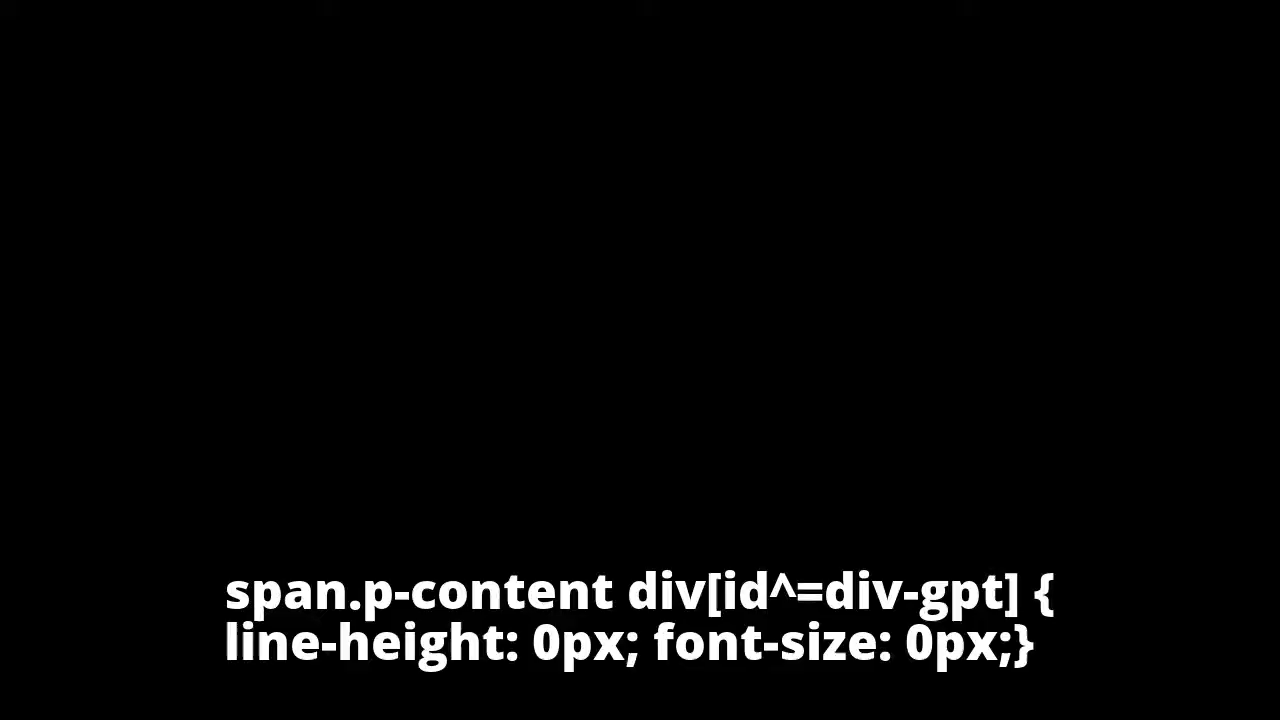 span.p-content div[id^=div-gpt] {
line-height: 0px; font-size: 0px;}